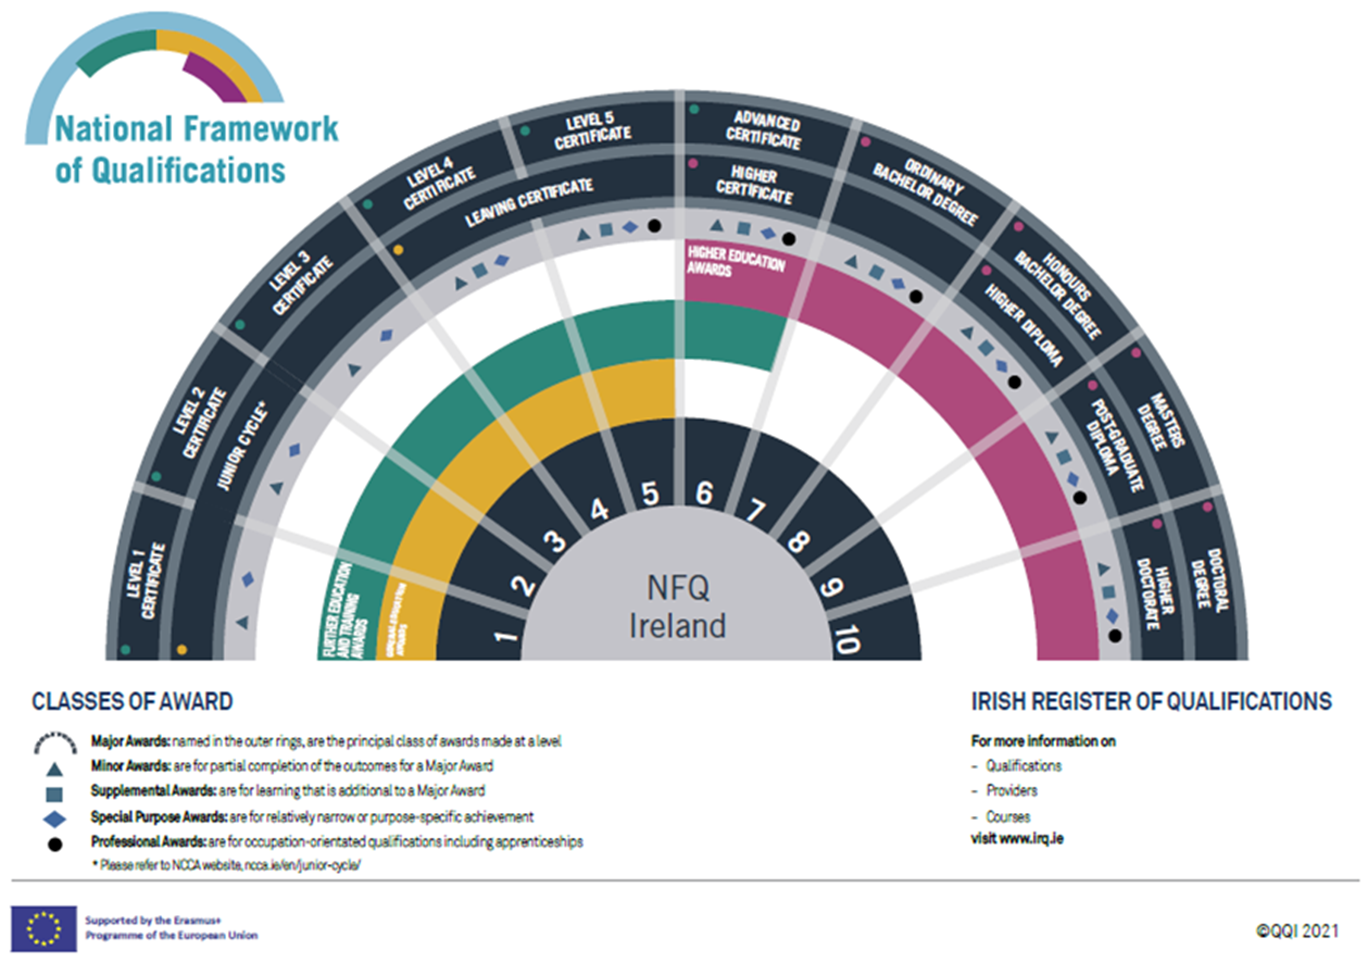 National Framework
of Qualifications
LEVEL 1
CERTIFICATE
LEVEL 2
CERTIFICATE
LEVEL 3
CERTIFICATE
LEVEL 4
CERTIFICATE
LEVEL 5
CERTIFICATE
ADVANCED
CERTIFICATE
ORDINARY
BACHELOR DEGREE
HONOURS
BACHELOR DEGREE
MASTERS
DEGREE
DOCTORAL
DEGREE
JUNIOR CYCLE*
LEAVING CERTIFICATE
HIGHER
CERTIFICATE
HIGHER DIPLOMA
POST-GRADUATE
DIPLOMA
HIGHER
DOCTORATE
HIGHER EDUCATION
AWARDS
FURTHER EDUCATION
AND TRAINING
AWARDS
GENERAL EDUCATION
AWARDS
1
2
3
4
5
6
7
8
9
10
NFQ
Ireland
CLASSES OF AWARD
Major Awards: named in the outer rings, are the principal class of awards made at a level
Minor Awards: are for partial completion of the outcomes for a Major Award
Supplemental Awards: are for learning that is additional to a Major Award
Special Purpose Awards: are for relatively narrow or purpose-specific achievement
Professional Awards: are for occupation-orientated qualifications including apprenticeships
* Please refer to NCCA website, ncca.ie/en/junior-cycle/
IRISH REGISTER OF QUALIFICATIONS
For more information on
– Qualifications
– Providers
– Courses
visit www.irq.ie
Supported by the Erasmus+
Programme of the European Union
©QQI 2021